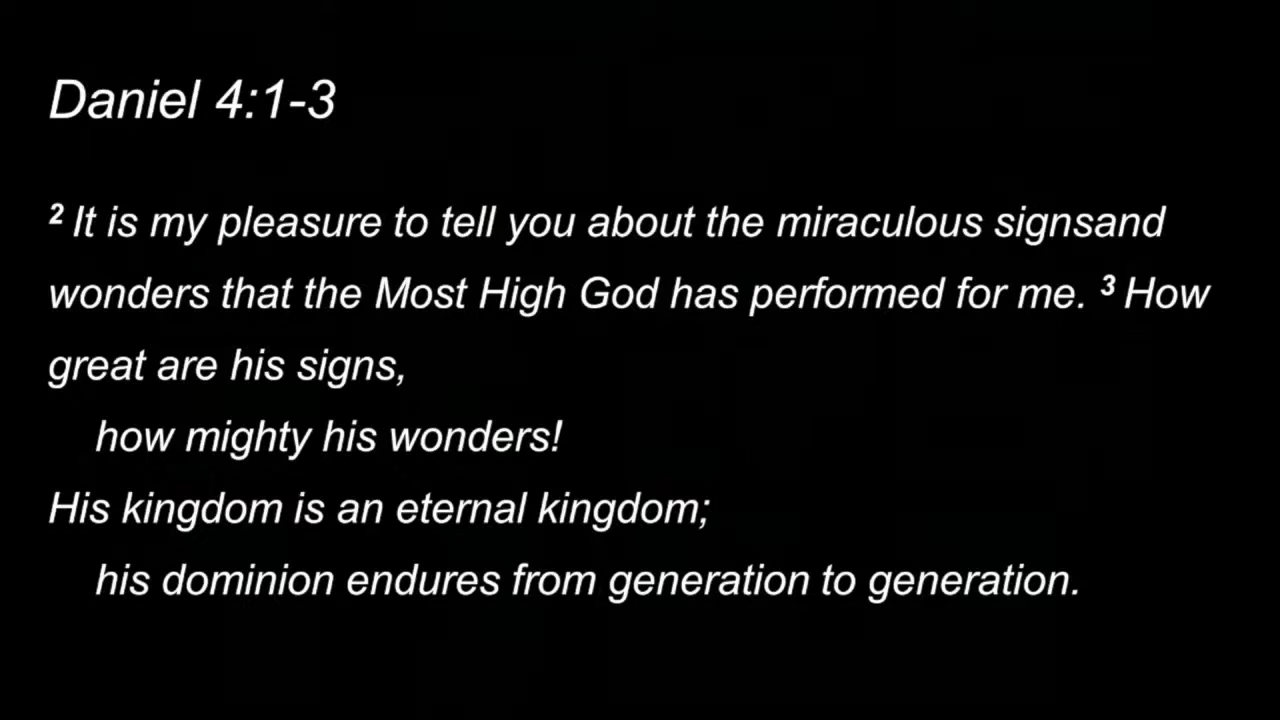 Daniel 4:1-3
² It is my pleasure to tell you about the miraculous signsand
wonders that the Most High God has performed for me. ³ How
great are his signs,
how mighty his wonders!
His kingdom is an eternal kingdom;
his dominion endures from generation to generation.